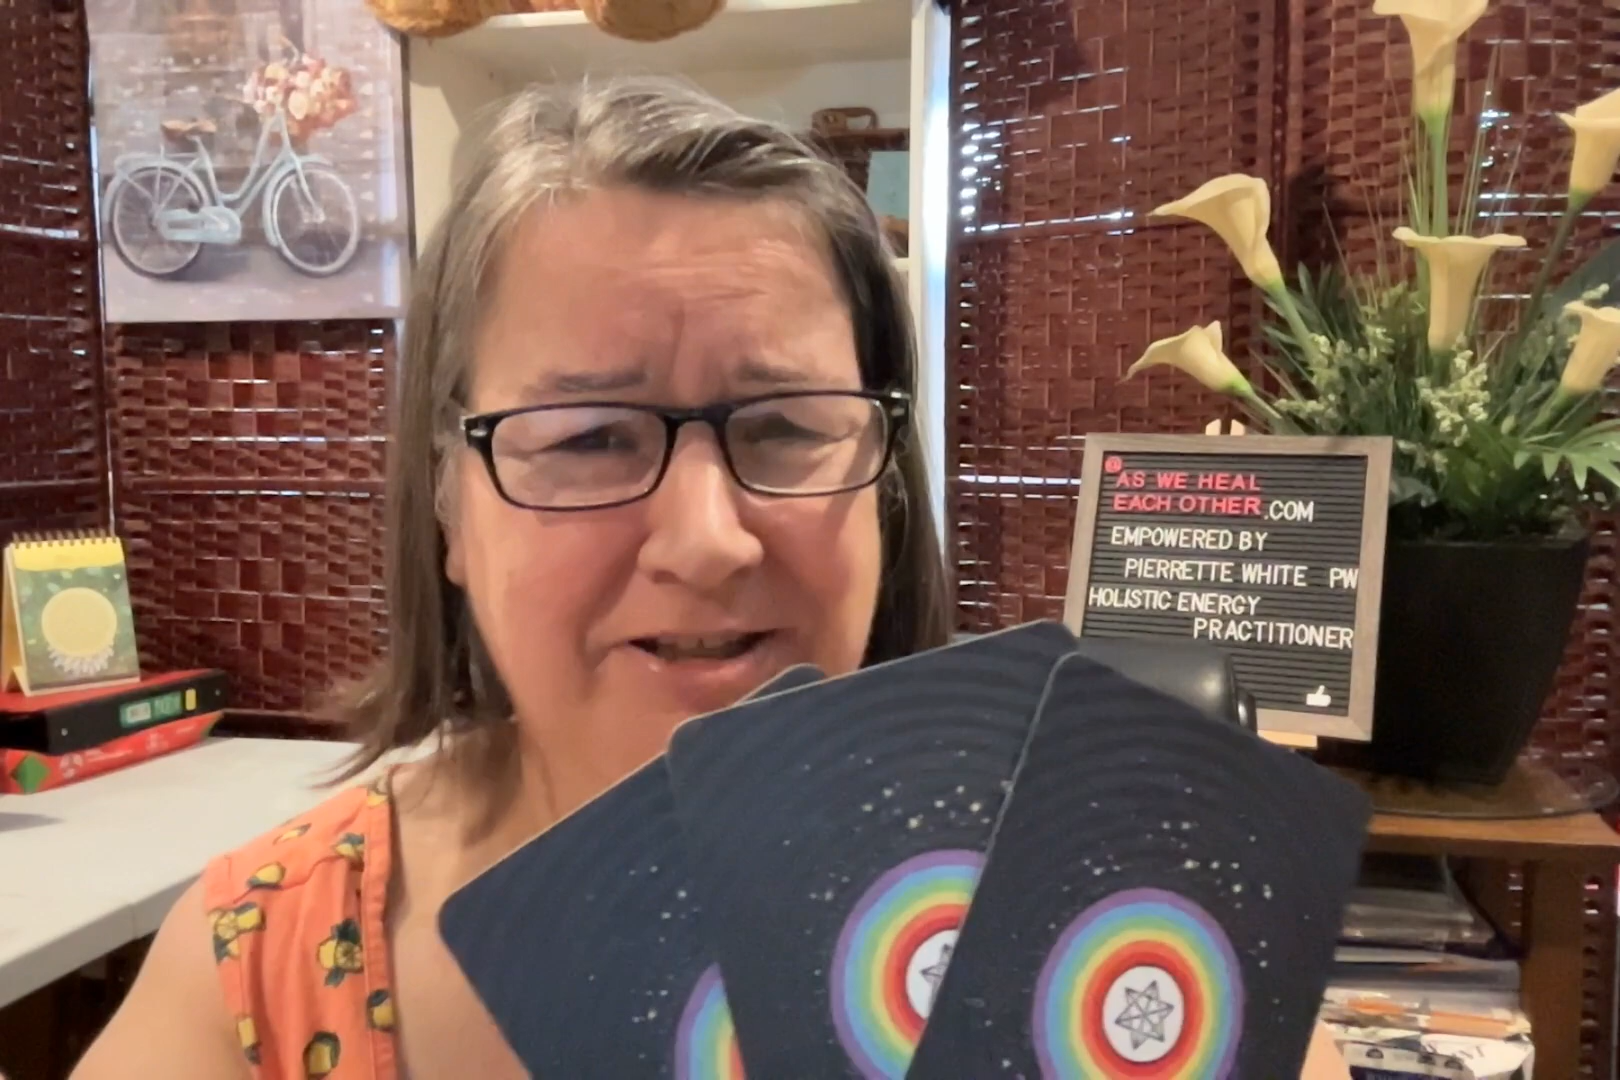 @
AS WE HEAL
EACH OTHER.COM
EMPOWERED BY
PIERRETTE WHITE PW
HOLISTIC ENERGY
PRACTITIONER